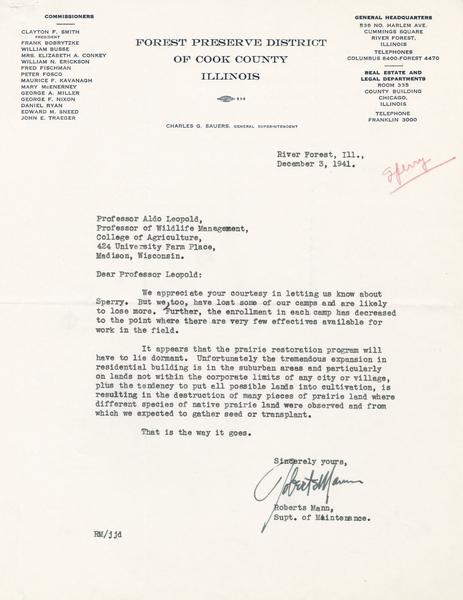 COMMISSIONERS
CLAYTON F. SMITH
PRESIDENT
FRANK BOBRYTZKE
WILLIAM BUSSE
MRS. ELIZABETH A. CONKEY
WILLIAM N. ERICKSON
FRED FISCHMAN
PETER FOSCO
MAURICE F. KAVANAGH
MARY McENERNEY
GEORGE A. MILLER
GEORGE F. NIXON
DANIEL RYAN
EDWARD M. SNEED
JOHN E. TRAEGER
FOREST PRESERVE DISTRICT
OF COOK COUNTY
ILLINOIS
CHARLES G. SAUERS, GENERAL SUPERINTENDENT
GENERAL HEADQUARTERS
536 NO. HARLEM AVE.
CUMMINGS SQUARE
RIVER FOREST,
ILLINOIS
TELEPHONES
COLUMBUS 8400-FOREST 4470
REAL ESTATE AND
LEGAL DEPARTMENTS
ROOM 335
COUNTY BUILDING
CHICAGO,
ILLINOIS
TELEPHONE
FRANKLIN 3000
River Forest, Ill.,
December 3, 1941.
Sperry
Professor Aldo Leopold,
Professor of Wildlife Management,
College of Agriculture,
424 University Farm Place,
Madison, Wisconsin.
Dear Professor Leopold:
We appreciate your courtesy in letting us know about
Sperry. But we, too, have lost some of our camps and are likely
to lose more. Further, the enrollment in each camp has decreased
to the point where there are very few effectives available for
work in the field.
It appears that the prairie restoration program will
have to lie dormant. Unfortunately the tremendous expansion in
residential building is in the suburban areas and particularly
on lands not within the corporate limits of any city or village,
plus the tendency to put all possible lands into cultivation, is
resulting in the destruction of many pieces of prairie land where
different species of native prairie land were observed and from
which we expected to gather seed or transplant.
That is the way it goes.
Sincerely yours,
Roberts Mann
Roberts Mann,
Supt. of Maintenance.
RM/jjd